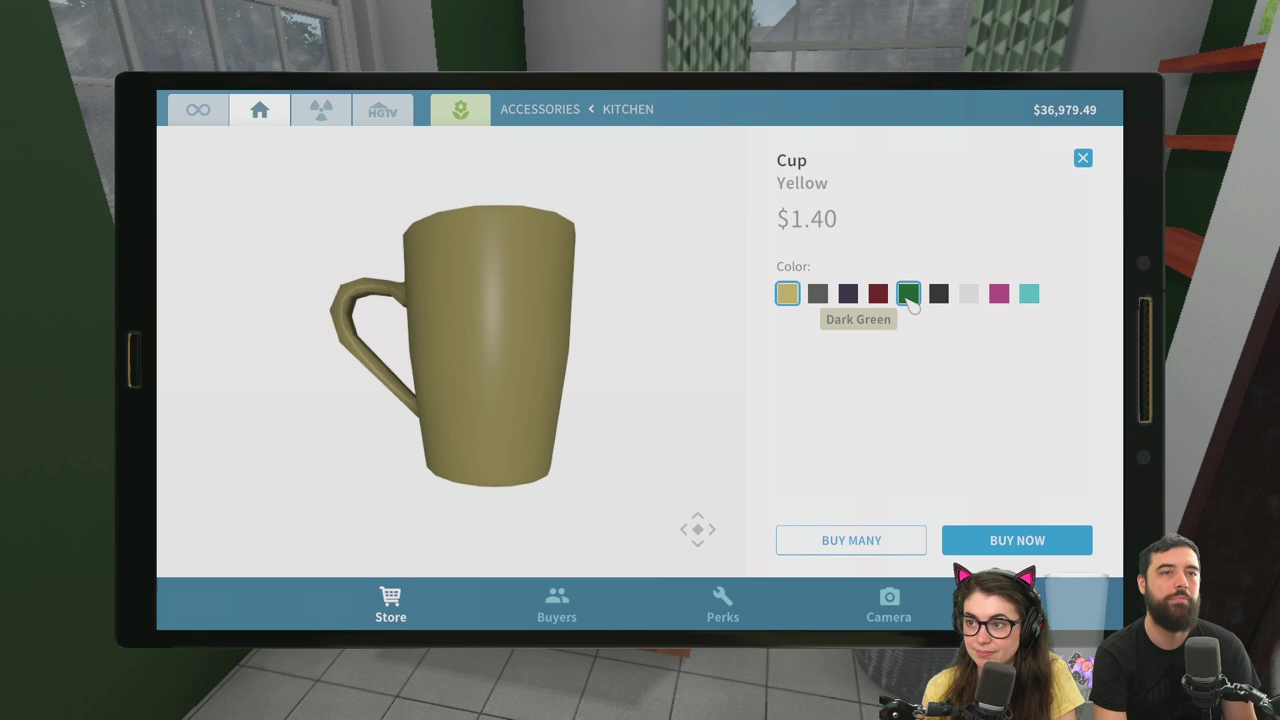 HGTV
ACCESSORIES < KITCHEN
$36,979.49
Cup
Yellow
$1.40
Color:
Dark Green
BUY MANY
BUY NOW
Store
Buyers
Perks
Camera